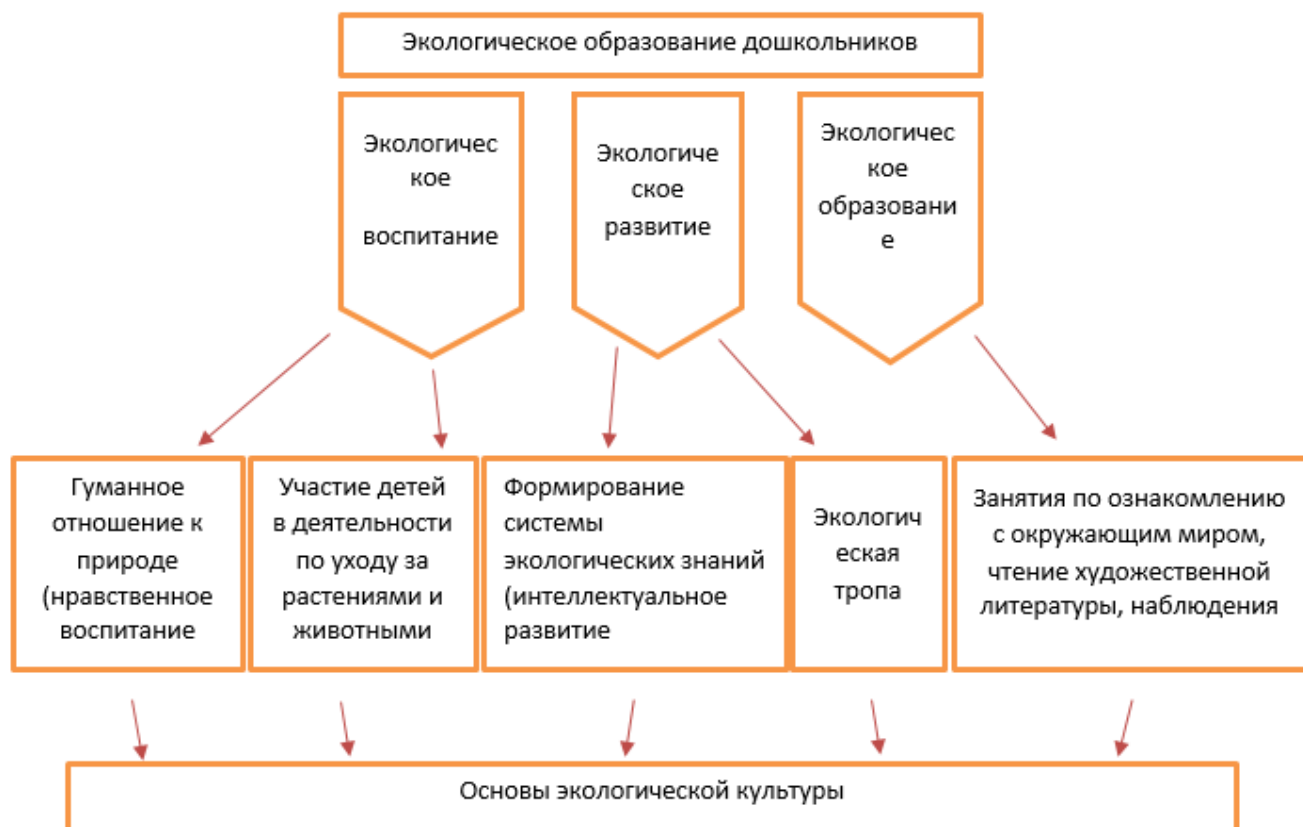 Экологическое образование дошкольников
Экологичес
кое
воспитание
Экологиче
ское
развитие
Экологичес
кое
образовани
е
Гуманное
отношение к
природе
(нравственное
воспитание
Участие детей
в деятельности
по уходу за
растениями и
животными
Формирование
системы
экологических знаний
(интеллектуальное
развитие
Экологич
еская
тропа
Занятия по ознакомлению
с окружающим миром,
чтение художественной
литературы, наблюдения
Основы экологической культуры